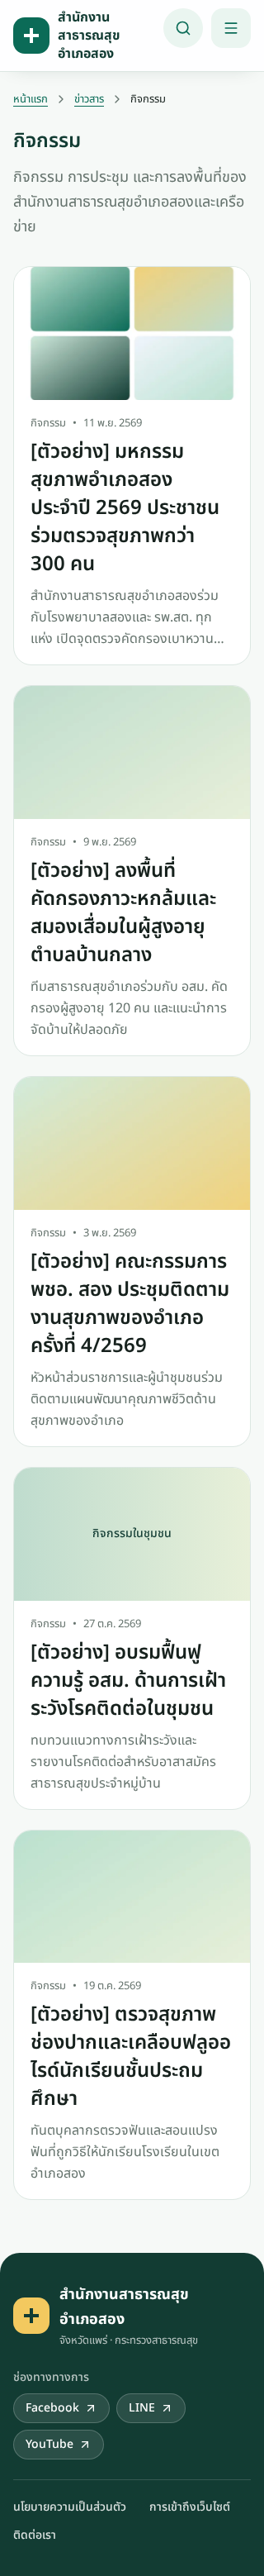 สำนักงาน
สาธารณสุข
อำเภอสอง
หน้าแรก > ข่าวสาร > กิจกรรม
กิจกรรม
กิจกรรม การประชุม และการลงพื้นที่ของ
สำนักงานสาธารณสุขอำเภอสองและเครือ
ข่าย
กิจกรรม • 11 พ.ย. 2569
[ตัวอย่าง] มหกรรม
สุขภาพอำเภอสอง
ประจำปี 2569 ประชาชน
ร่วมตรวจสุขภาพกว่า
300 คน
สำนักงานสาธารณสุขอำเภอสองร่วม
กับโรงพยาบาลสองและ รพ.สต. ทุก
แห่ง เปิดจุดตรวจคัดกรองเบาหวาน...
กิจกรรม • 9 พ.ย. 2569
[ตัวอย่าง] ลงพื้นที่
คัดกรองภาวะหกล้มและ
สมองเสื่อมในผู้สูงอายุ
ตำบลบ้านกลาง
ทีมสาธารณสุขอำเภอร่วมกับ อสม. คัด
กรองผู้สูงอายุ 120 คน และแนะนำการ
จัดบ้านให้ปลอดภัย
กิจกรรม • 3 พ.ย. 2569
[ตัวอย่าง] คณะกรรมการ
พชอ. สอง ประชุมติดตาม
งานสุขภาพของอำเภอ
ครั้งที่ 4/2569
หัวหน้าส่วนราชการและผู้นำชุมชนร่วม
ติดตามแผนพัฒนาคุณภาพชีวิตด้าน
สุขภาพของอำเภอ
กิจกรรมในชุมชน
กิจกรรม • 27 ต.ค. 2569
[ตัวอย่าง] อบรมฟื้นฟู
ความรู้ อสม. ด้านการเฝ้า
ระวังโรคติดต่อในชุมชน
ทบทวนแนวทางการเฝ้าระวังและ
รายงานโรคติดต่อสำหรับอาสาสมัคร
สาธารณสุขประจำหมู่บ้าน
กิจกรรม • 19 ต.ค. 2569
[ตัวอย่าง] ตรวจสุขภาพ
ช่องปากและเคลือบฟลูออ
ไรด์นักเรียนชั้นประถม
ศึกษา
ทันตบุคลากรตรวจฟันและสอนแปรง
ฟันที่ถูกวิธีให้นักเรียนโรงเรียนในเขต
อำเภอสอง
สำนักงานสาธารณสุข
อำเภอสอง
จังหวัดแพร่ · กระทรวงสาธารณสุข
ช่องทางทางการ
Facebook LINE
YouTube
นโยบายความเป็นส่วนตัว การเข้าถึงเว็บไซต์
ติดต่อเรา